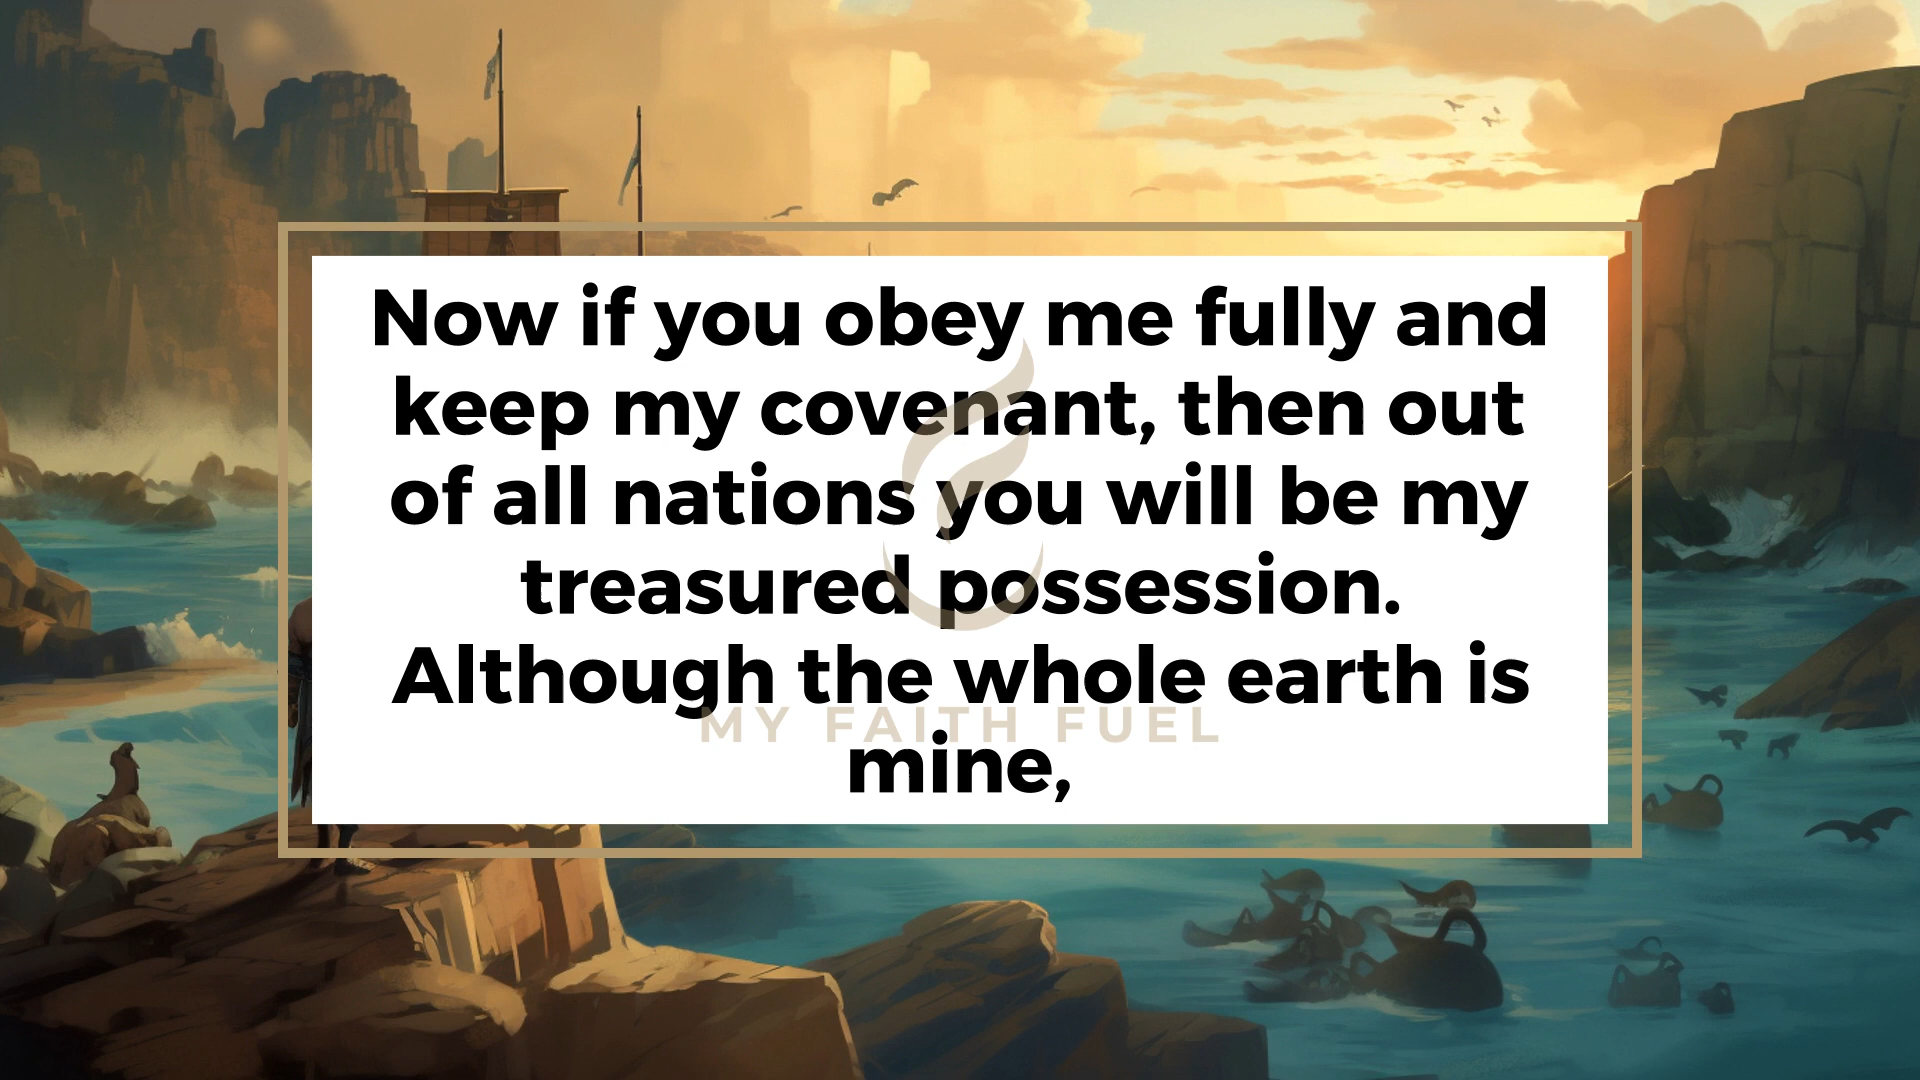 Now if you obey me fully and
keep my covenant, then out
of all nations you will be my
treasured possession.
Although the whole earth is
MY FAITH FUEL
mine,